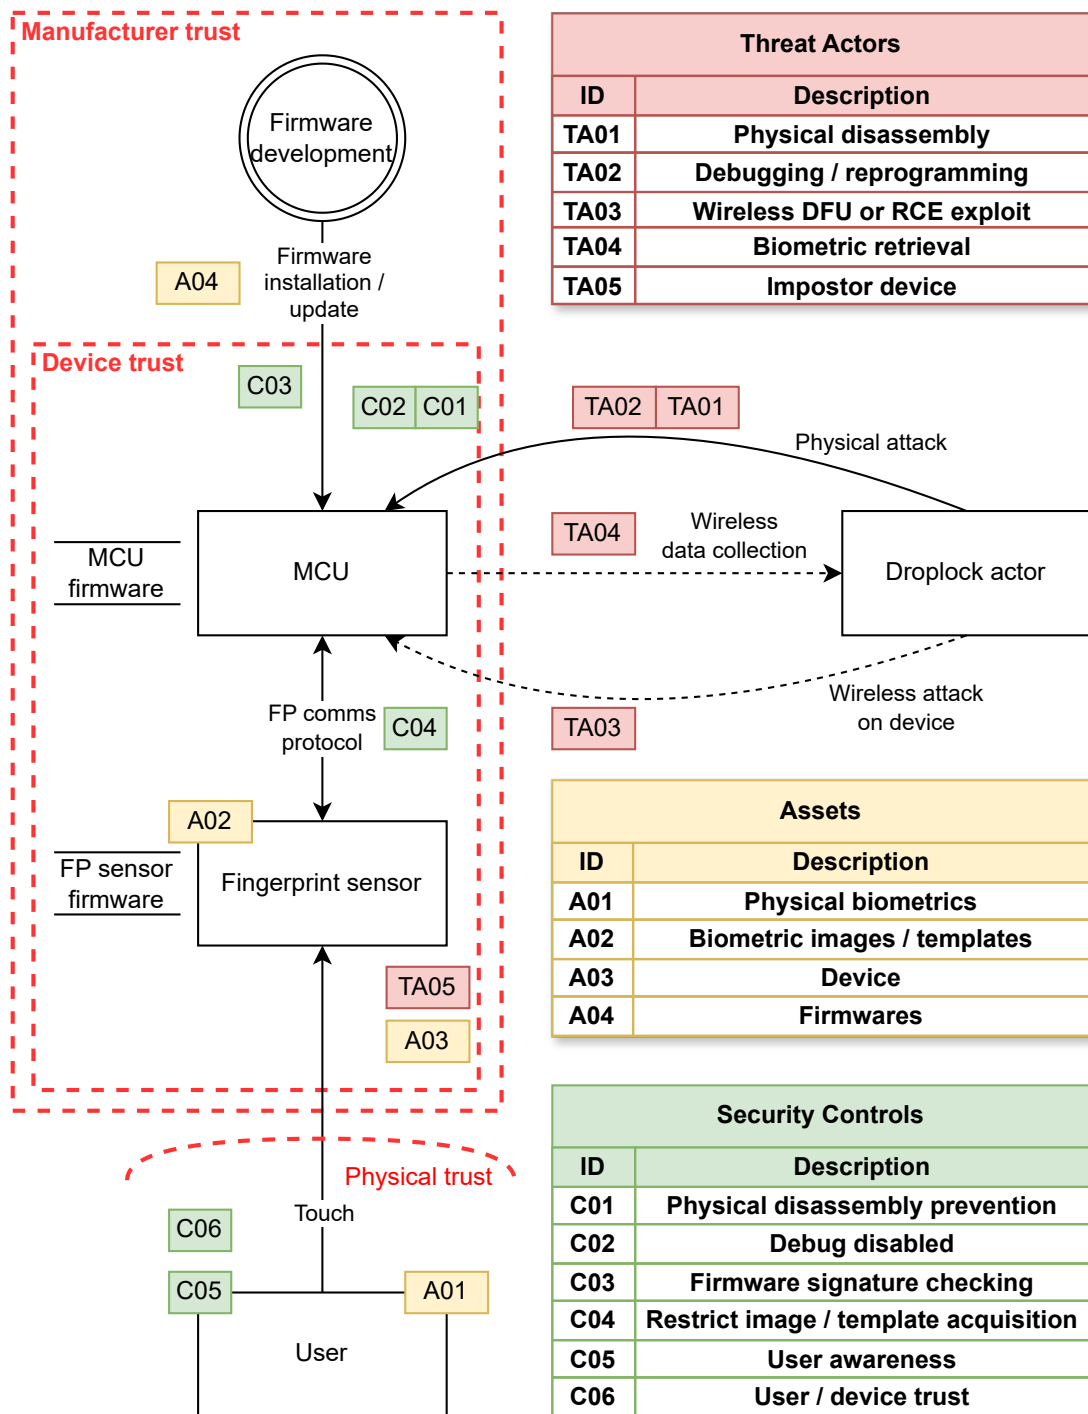 Manufacturer trust
Firmware
development
Firmware
installation /
update
A04
Device trust
C03
C02 C01
TA02 TA01
Physical attack
MCU
firmware
MCU
TA04
Wireless
data collection
Droplock actor
FP comms
protocol
C04
TA03
Wireless attack
on device
A02
FP sensor
firmware
Fingerprint sensor
TA05
A03
Physical trust
Touch
C06
C05
A01
User
Threat Actors
ID Description
TA01 Physical disassembly
TA02 Debugging / reprogramming
TA03 Wireless DFU or RCE exploit
TA04 Biometric retrieval
TA05 Impostor device
Assets
ID Description
A01 Physical biometrics
A02 Biometric images / templates
A03 Device
A04 Firmwares
Security Controls
ID Description
C01 Physical disassembly prevention
C02 Debug disabled
C03 Firmware signature checking
C04 Restrict image / template acquisition
C05 User awareness
C06 User / device trust